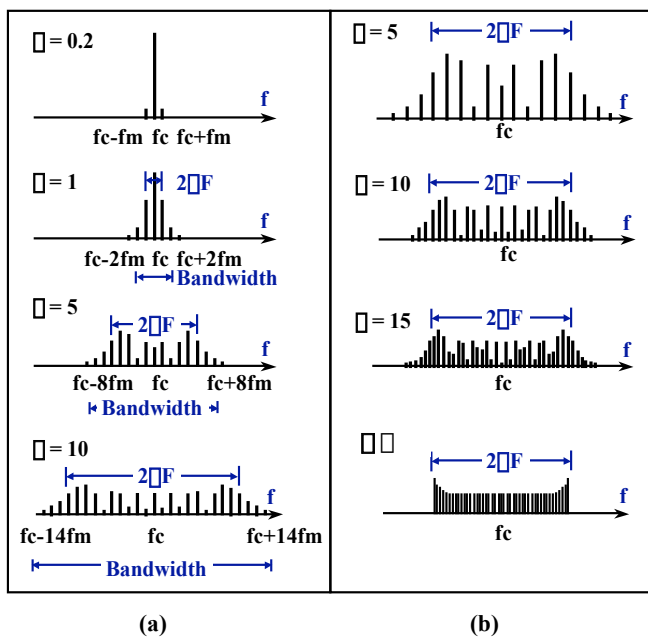 ▯ = 0.2
f
fc-fm fc fc+fm
▯ = 1
2▯F
f
fc-2fm fc fc+2fm
Bandwidth
▯ = 5
2▯F
f
fc-8fm fc fc+8fm
Bandwidth
▯ = 10
2▯F
f
fc-14fm fc fc+14fm
Bandwidth
(a)
▯ = 5
2▯F
f
fc
▯ = 10
2▯F
f
fc
▯ = 15
2▯F
f
fc
▯ ▯
2▯F
f
fc
(b)